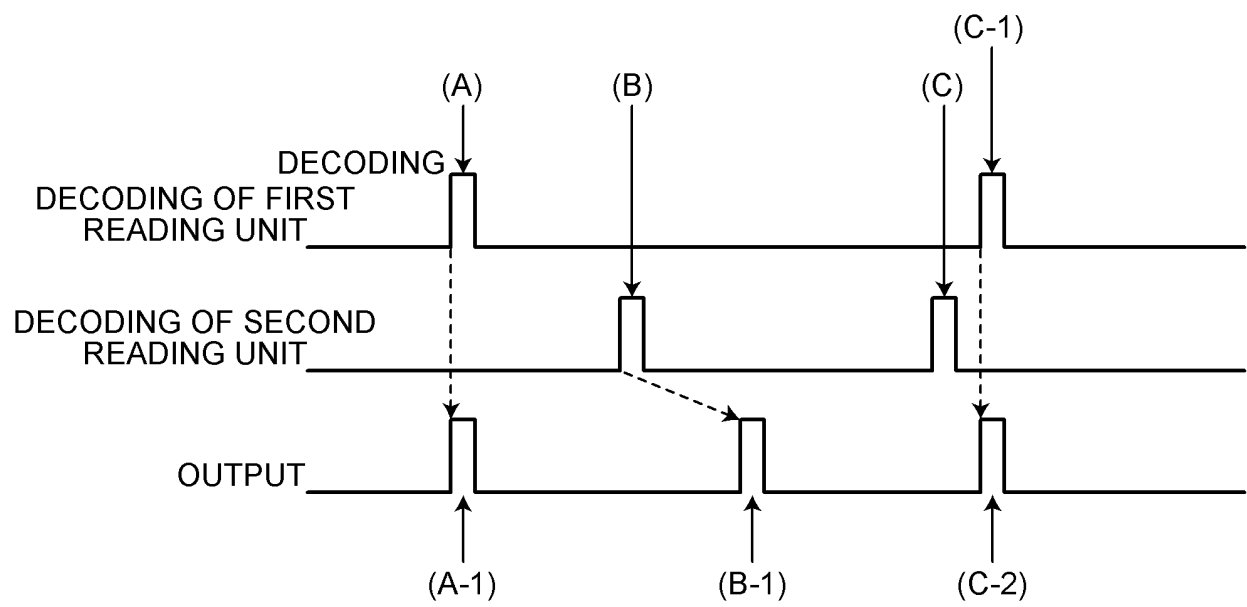 (C-1)
(A)
(B)
(C)
DECODING
DECODING OF FIRST
READING UNIT
DECODING OF SECOND
READING UNIT
OUTPUT
(A-1)
(B-1)
(C-2)